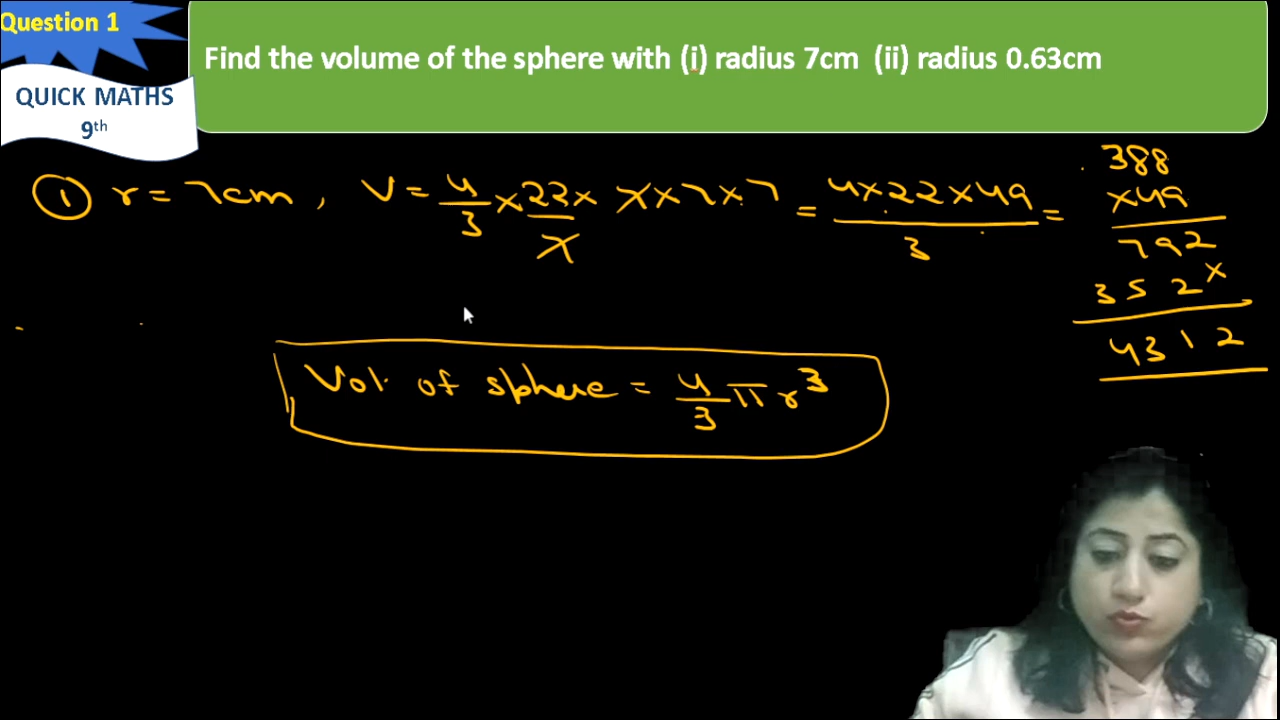 Question 1
Find the volume of the sphere with (i) radius 7cm (ii) radius 0.63cm
QUICK MATHS
9th
① r = 7cm, V = 4/3 × 22/7 × 7 × 7 × 7 = 4×22×49/3 =
388
×49
792
352×
4312
Vol. of sphere = 4/3 π r³